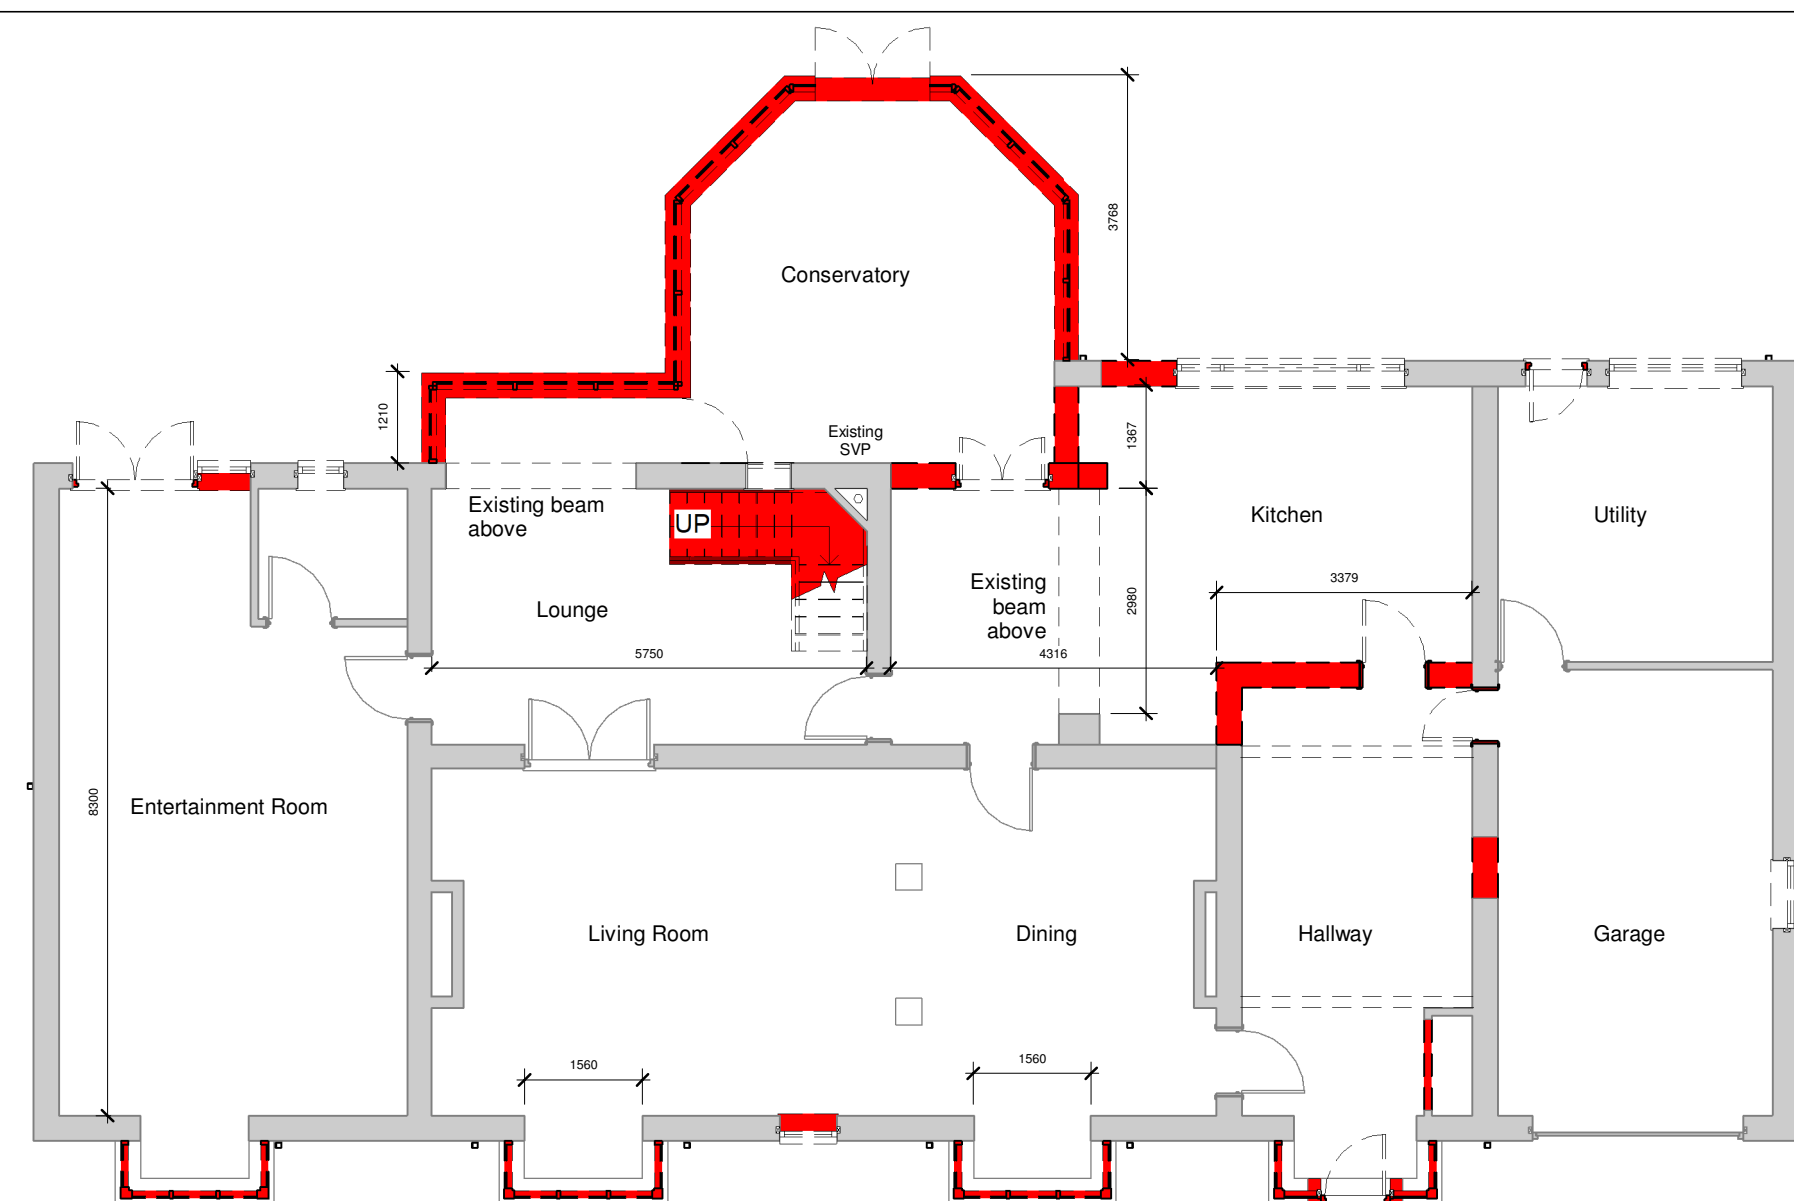 3768
Conservatory
1210
1367
Existing
SVP
Existing beam
above
UP
Kitchen
Utility
3379
Existing
beam
above
2980
Lounge
5750
4316
8300
Entertainment Room
Living Room
Dining
Hallway
Garage
1560
1560